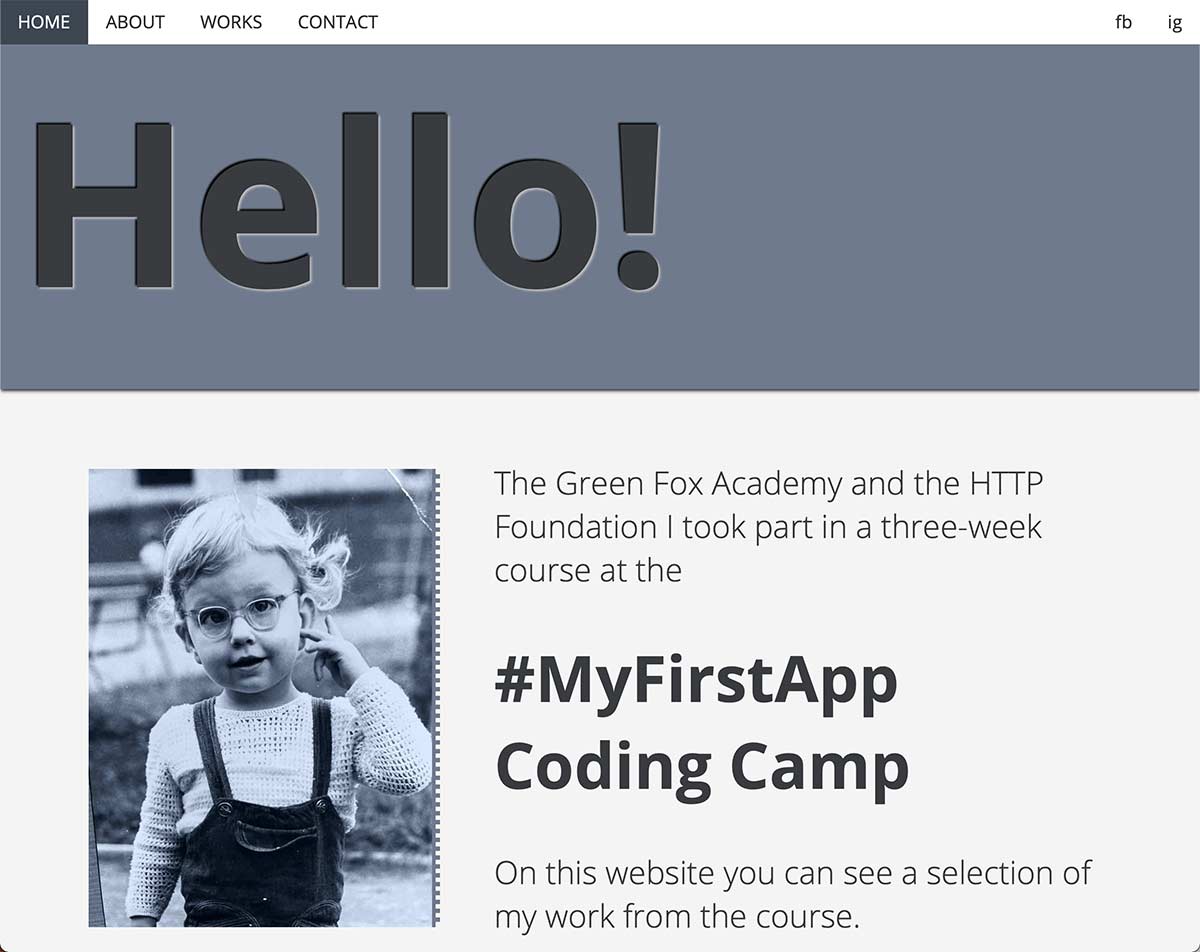 HOME ABOUT WORKS CONTACT fb ig
Hello!
The Green Fox Academy and the HTTP
Foundation I took part in a three-week
course at the
#MyFirstApp
Coding Camp
On this website you can see a selection of
my work from the course.